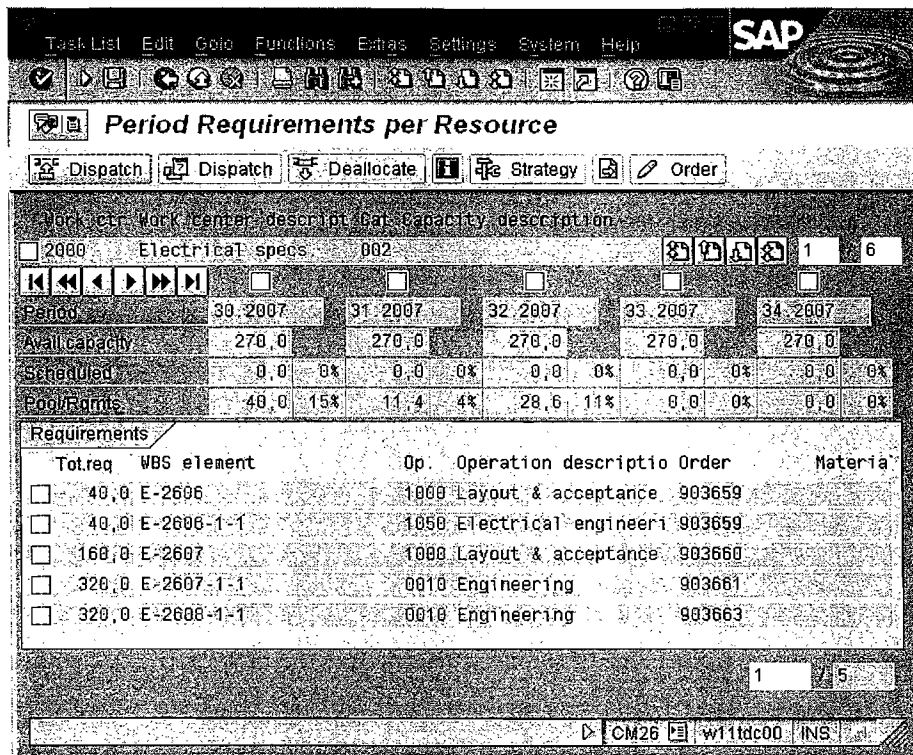 SAP
Task List Edit Goto Functions Extras Settings System Help
Period Requirements per Resource
Dispatch Dispatch Deallocate Strategy Order
Work ctr Work center descript Cat Capacity description
2000 Electrical specs 002 1 6
Period 30.2007 31.2007 32.2007 33.2007 34.2007
Avail.capacity 270,0 270,0 270,0 270,0 270,0
Scheduled 0,0 0% 0,0 0% 0,0 0% 0,0 0% 0,0 0%
Pool/Rqmts 40,0 15% 11,4 4% 28,6 11% 0,0 0% 0,0 0%
Requirements
Tot.req WBS element Op. Operation descriptio Order Materia
40,0 E-2606 1000 Layout & acceptance 903659
40,0 E-2606-1-1 1050 Electrical engineeri 903659
160,0 E-2607 1000 Layout & acceptance 903660
320,0 E-2607-1-1 0010 Engineering 903661
320,0 E-2608-1-1 0010 Engineering 903663
1 / 5
CM26 w11tdc00 INS